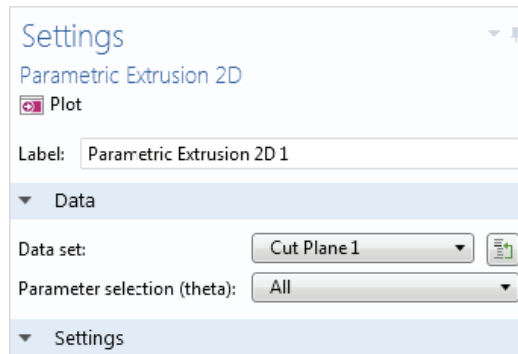 Settings
Parametric Extrusion 2D
Plot
Label: Parametric Extrusion 2D 1
Data
Data set: Cut Plane 1
Parameter selection (theta): All
Settings